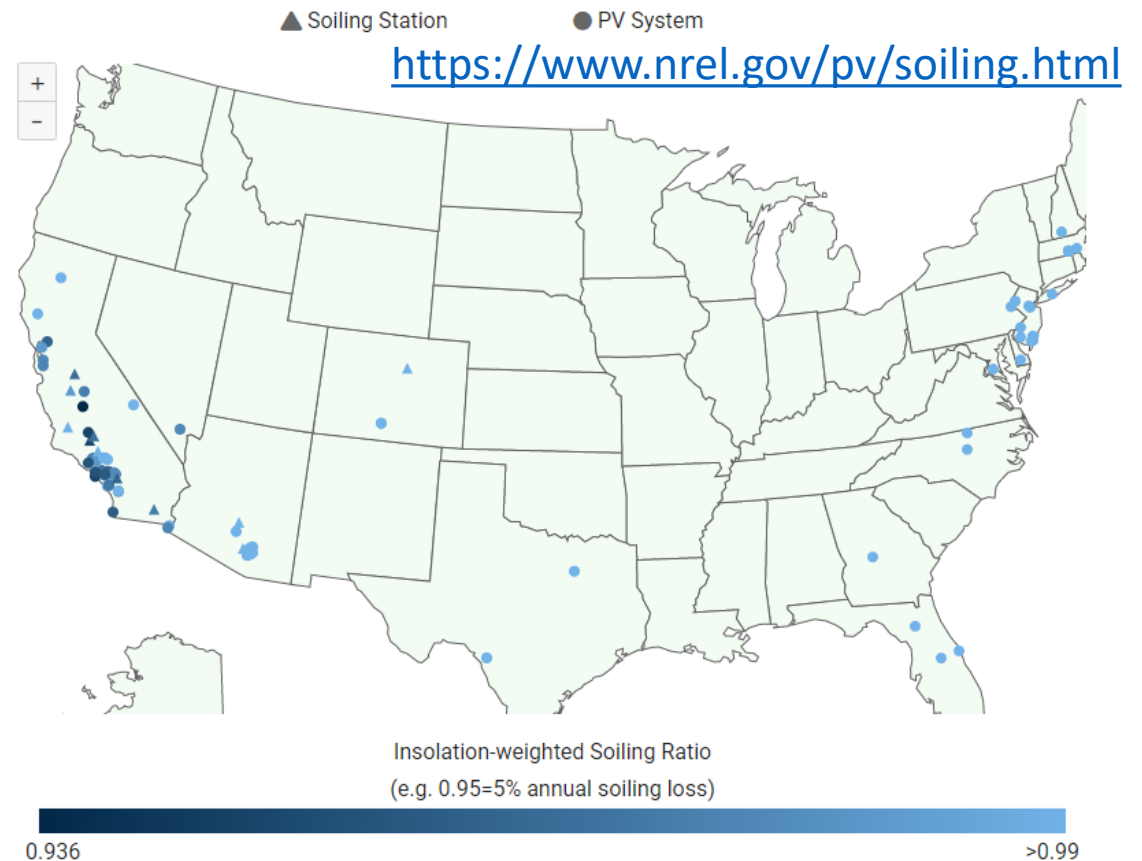 Soiling Station PV System
https://www.nrel.gov/pv/soiling.html
+
−
Insolation-weighted Soiling Ratio
(e.g. 0.95=5% annual soiling loss)
0.936 >0.99